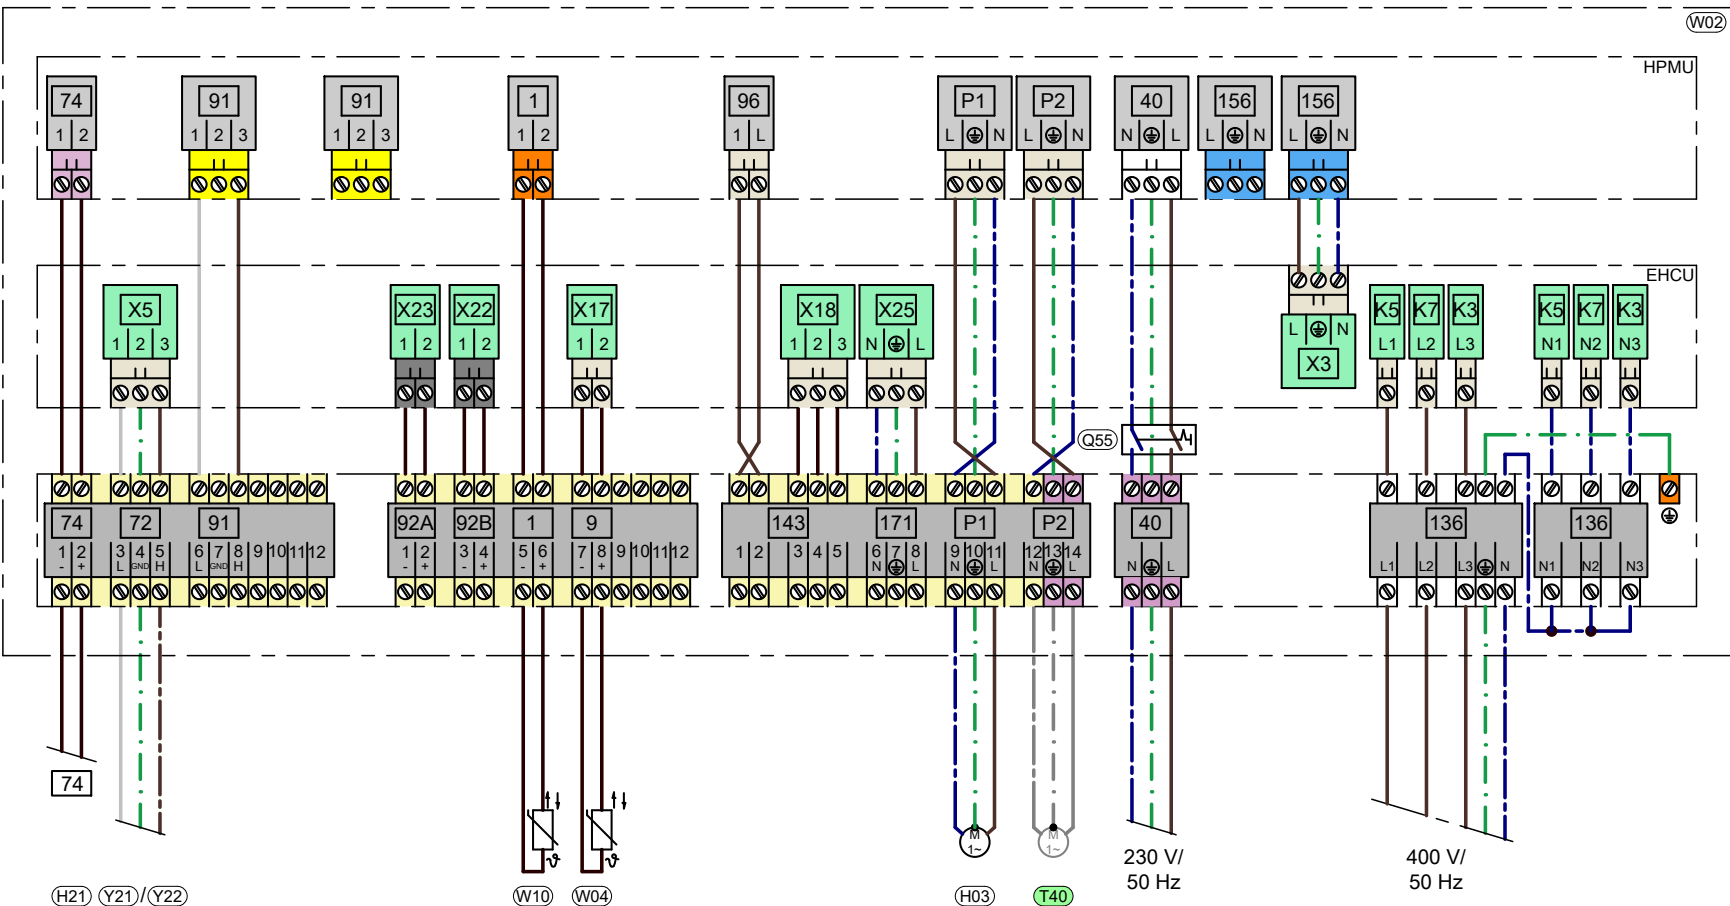 W02
HPMU
74 91 91 1 96 P1 P2 40 156 156
1 2 1 2 3 1 2 3 1 2 1 L L N L N N L L N L N
EHCU
X5 X23 X22 X17 X18 X25 K5 K7 K3 K5 K7 K3
1 2 3 1 2 1 2 1 2 1 2 3 N L L N L1 L2 L3 N1 N2 N3
X3
Q55
74 72 91 92A 92B 1 9 143 171 P1 P2 40 136 136
1 2 3 4 5 6 7 8 9 10 11 12 1 2 3 4 5 6 7 8 9 10 11 12 1 2 3 4 5 6 7 8 9 10 11 12 13 14
- + L GND H L GND H - + - + - + - + N L N L N L N L L1 L2 L3 N N1 N2 N3
74
M M
1~ 1~
230 V/ 400 V/
50 Hz 50 Hz
H21 Y21 / Y22 W10 W04 H03 T40
ϑ ϑ